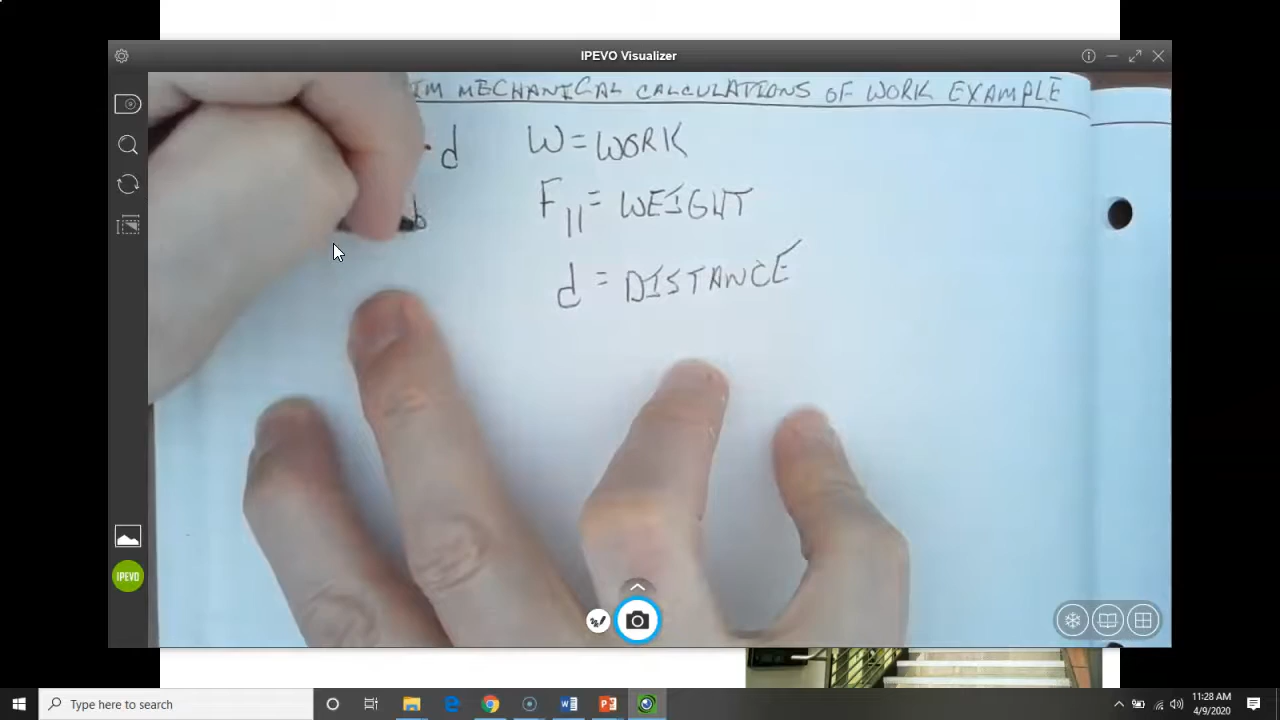 IPEVO Visualizer
IM MECHANICAL CALCULATIONS OF WORK EXAMPLE
· d
W = WORK
F|| = WEIGHT
d = DISTANCE
IPEVO
Type here to search
11:28 AM
4/9/2020